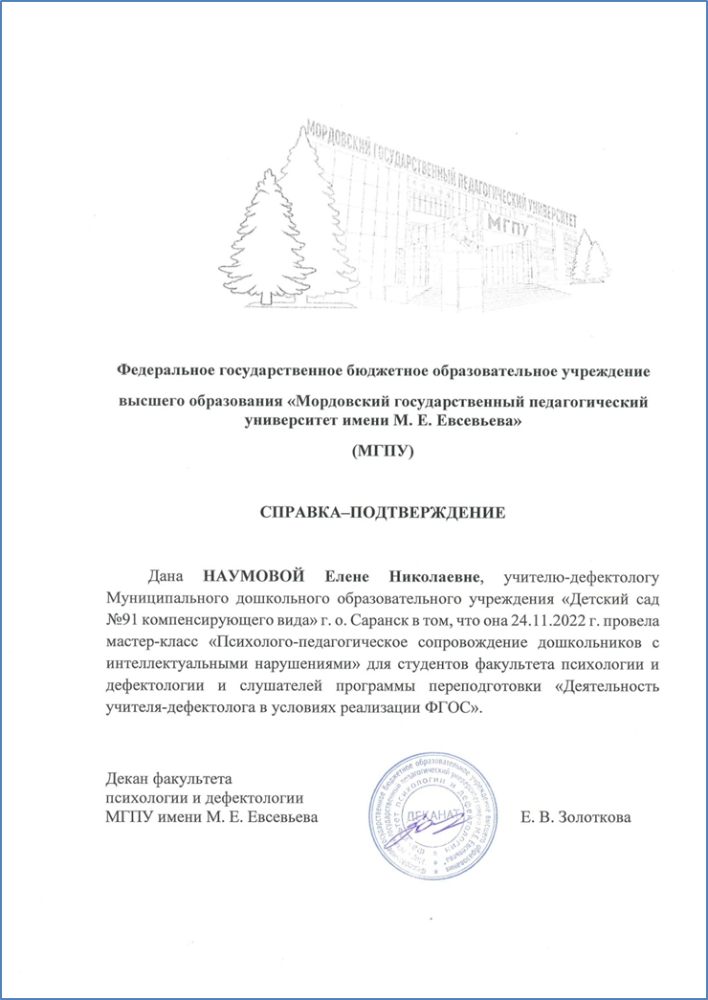 МОРДОВСКИЙ ГОСУДАРСТВЕННЫЙ ПЕДАГОГИЧЕСКИЙ УНИВЕРСИТЕТ
МГПУ
Федеральное государственное бюджетное образовательное учреждение
высшего образования «Мордовский государственный педагогический
университет имени М. Е. Евсевьева»
(МГПУ)
СПРАВКА–ПОДТВЕРЖДЕНИЕ
Дана НАУМОВОЙ Елене Николаевне, учителю-дефектологу
Муниципального дошкольного образовательного учреждения «Детский сад
№91 компенсирующего вида» г. о. Саранск в том, что она 24.11.2022 г. провела
мастер-класс «Психолого-педагогическое сопровождение дошкольников с
интеллектуальными нарушениями» для студентов факультета психологии и
дефектологии и слушателей программы переподготовки «Деятельность
учителя-дефектолога в условиях реализации ФГОС».
Декан факультета
психологии и дефектологии
МГПУ имени М. Е. Евсевьева
ДЕКАНАТ
Е. В. Золоткова